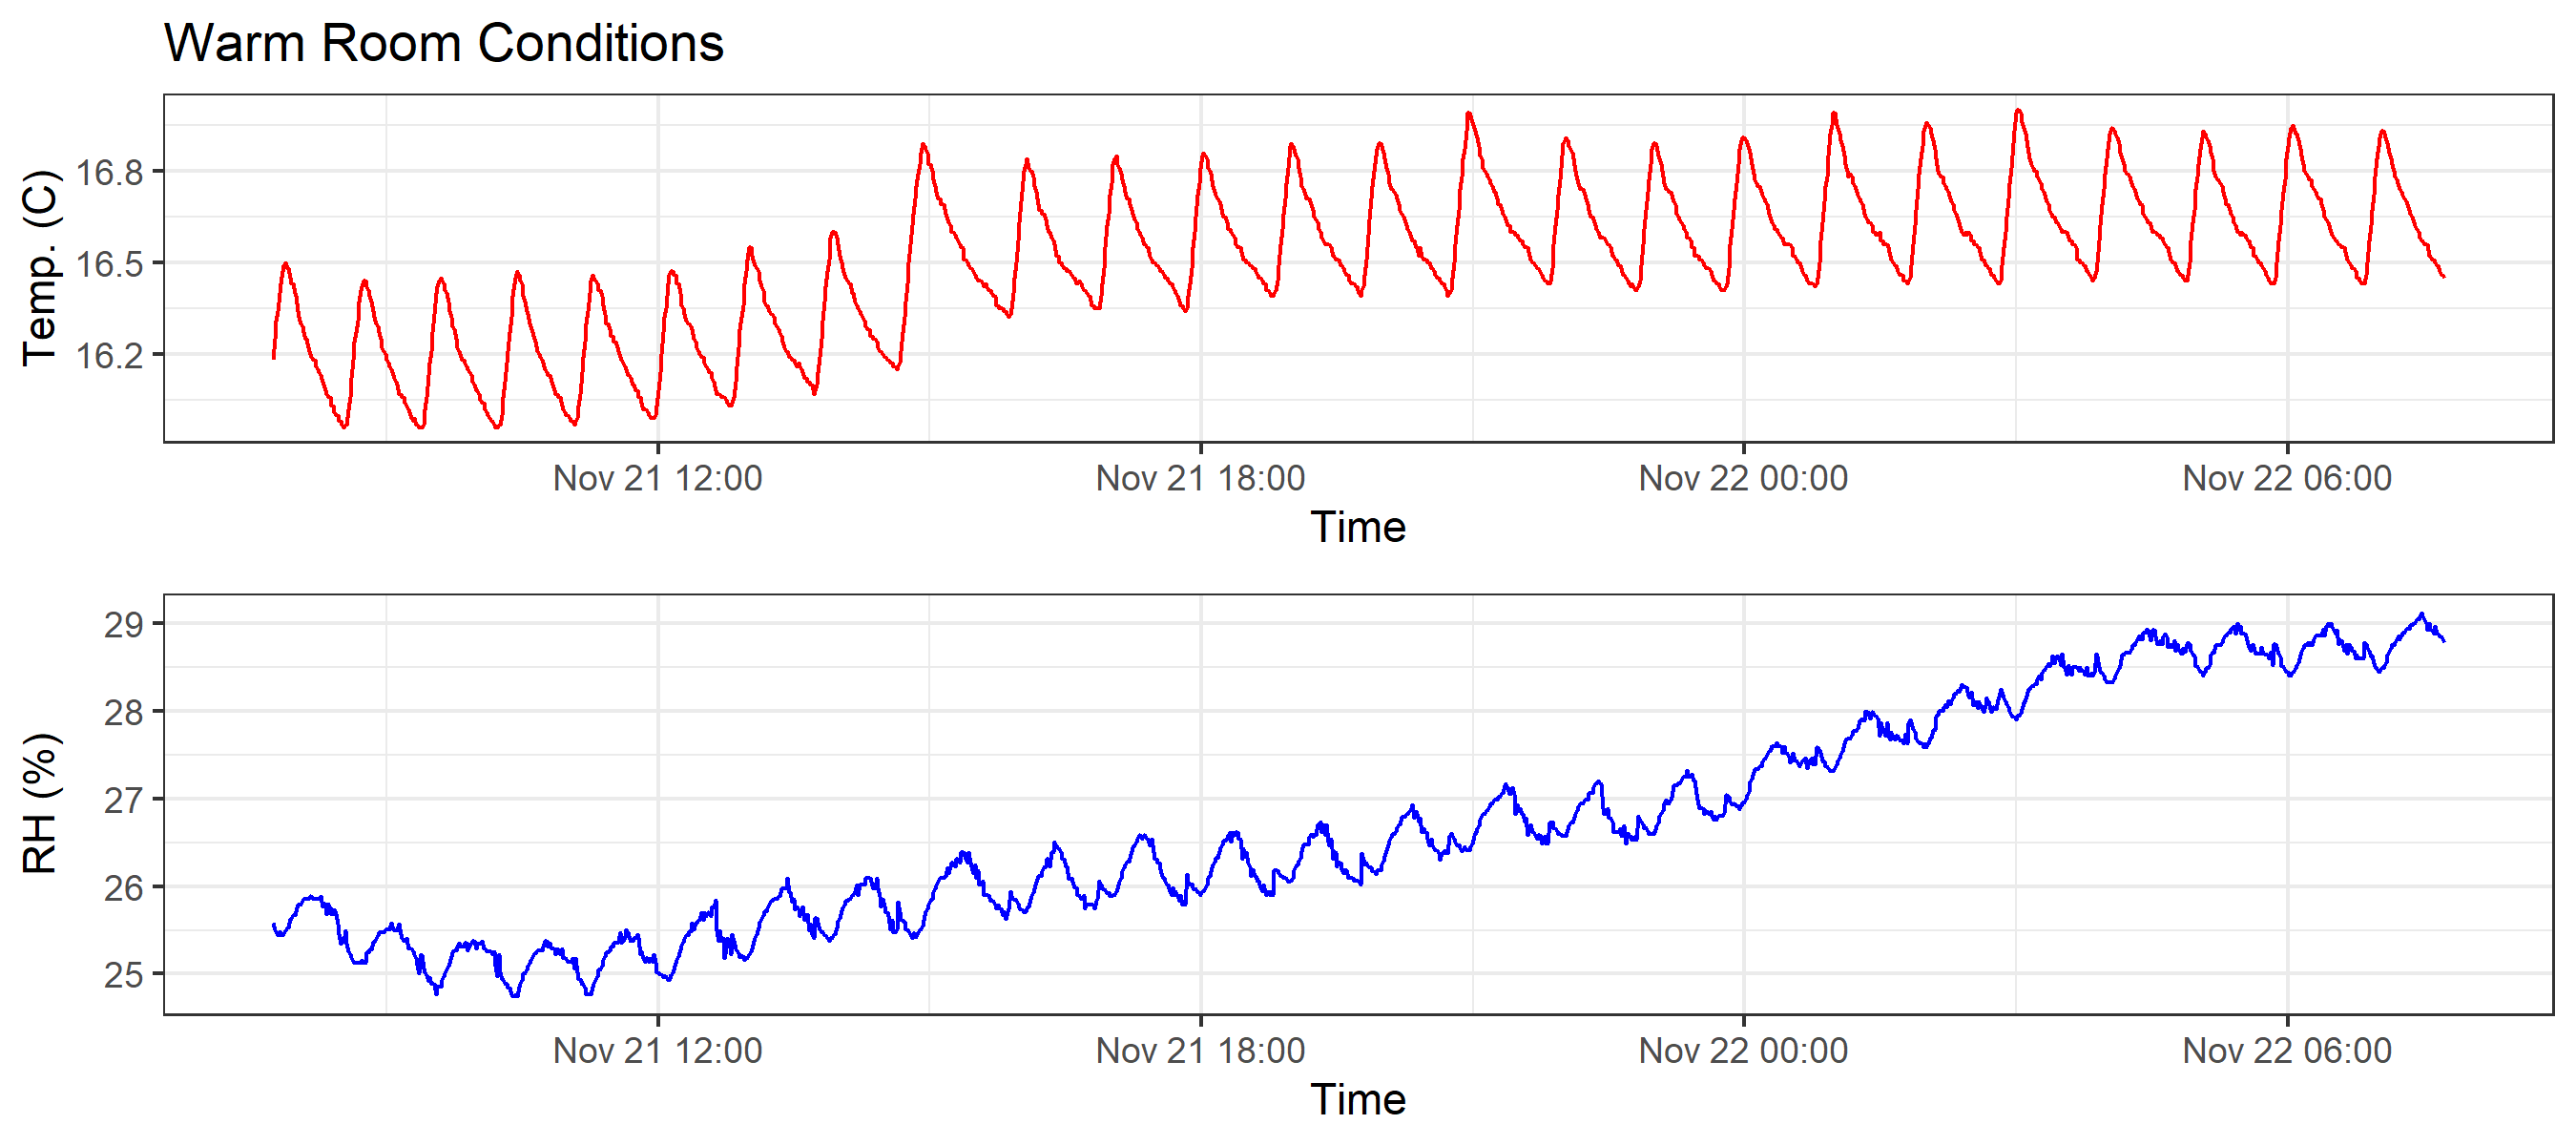 Warm Room Conditions
Temp. (C)
16.8
16.5
16.2
Nov 21 12:00 Nov 21 18:00 Nov 22 00:00 Nov 22 06:00
Time
RH (%)
29
28
27
26
25
Nov 21 12:00 Nov 21 18:00 Nov 22 00:00 Nov 22 06:00
Time